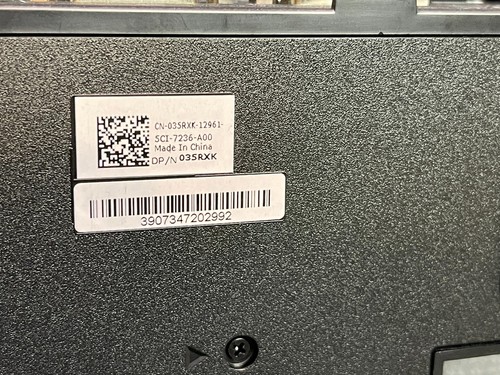 CN-035RXK-12961-
5CI-7236-A00
Made In China
DP/N 035RXK
3907347202992